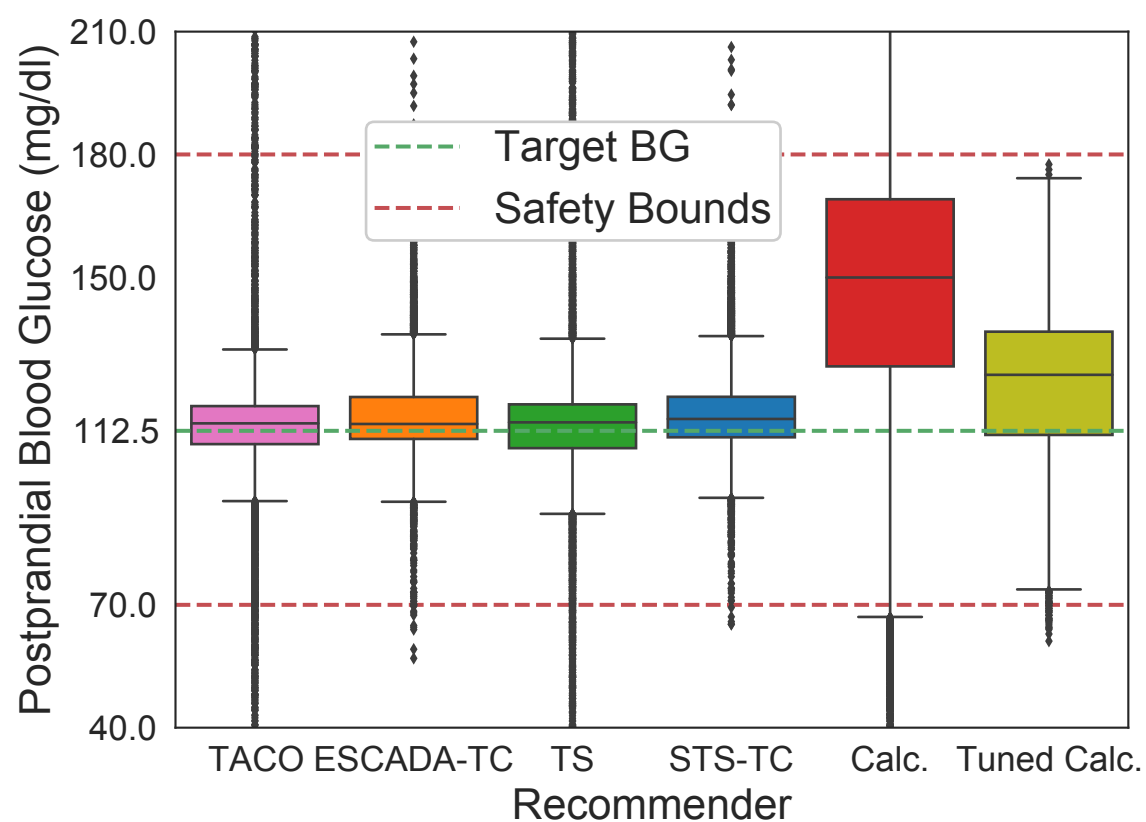 Postprandial Blood Glucose (mg/dl)
210.0
180.0
150.0
112.5
70.0
40.0
Target BG
Safety Bounds
TACO ESCADA-TC TS STS-TC Calc. Tuned Calc.
Recommender